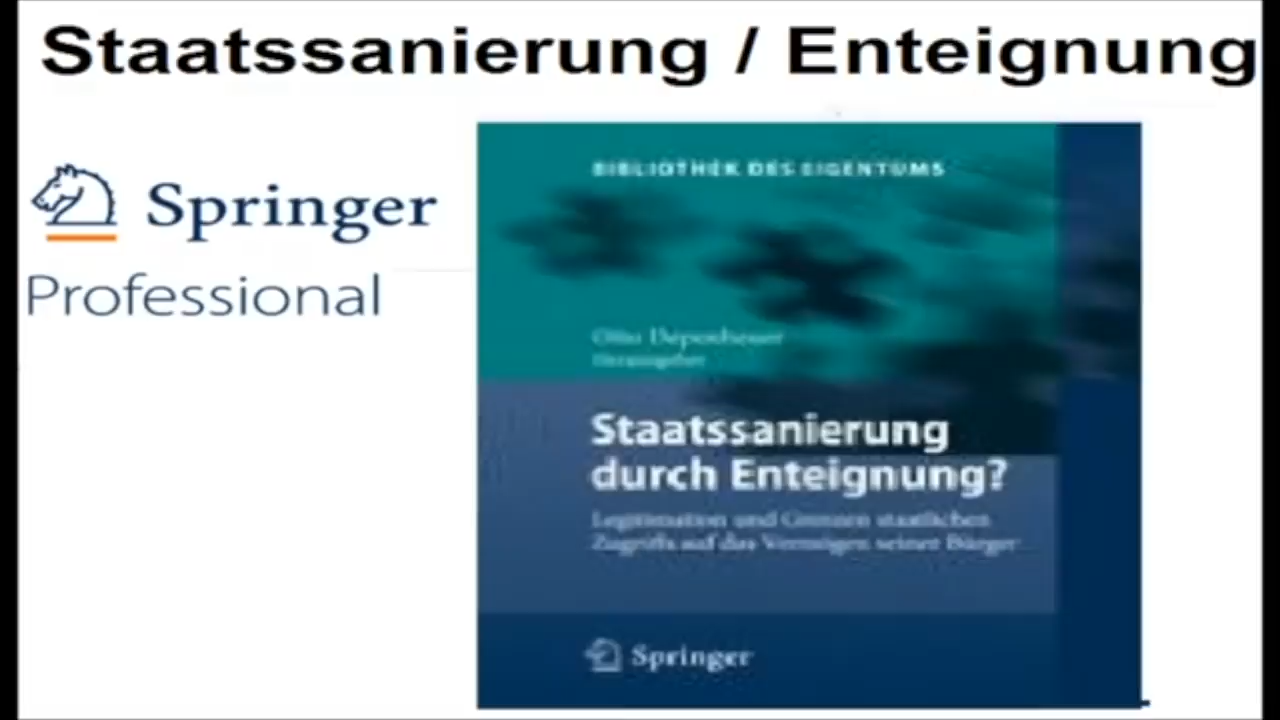 Staatssanierung / Enteignung
Springer
Professional
BIBLIOTHEK DES EIGENTUMS
Otto Depenheuer
Herausgeber
Staatssanierung
durch Enteignung?
Legitimation und Grenzen staatlichen
Zugriffs auf das Vermögen seiner Bürger
Springer